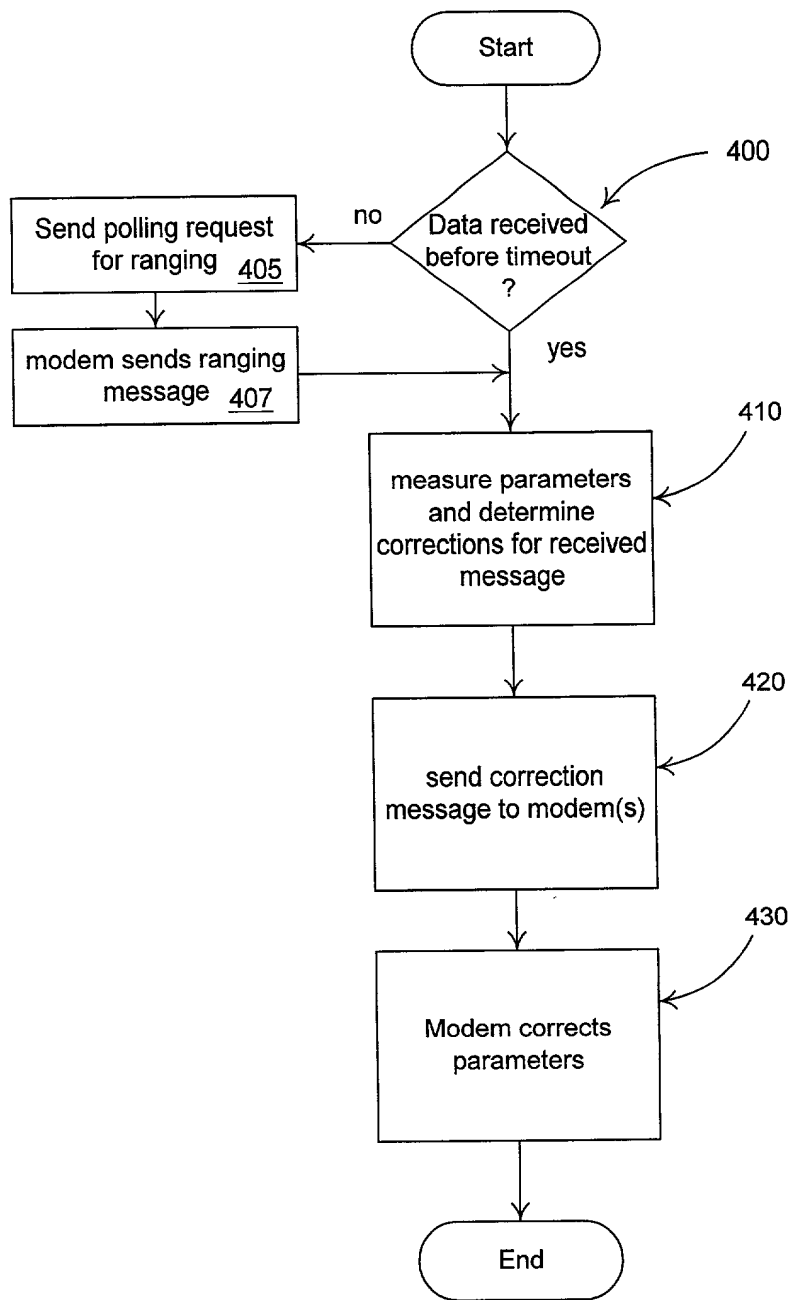 Start
400
Data received
before timeout
?
no
yes
Send polling request
for ranging 405
modem sends ranging
message 407
410
measure parameters
and determine
corrections for received
message
420
send correction
message to modem(s)
430
Modem corrects
parameters
End